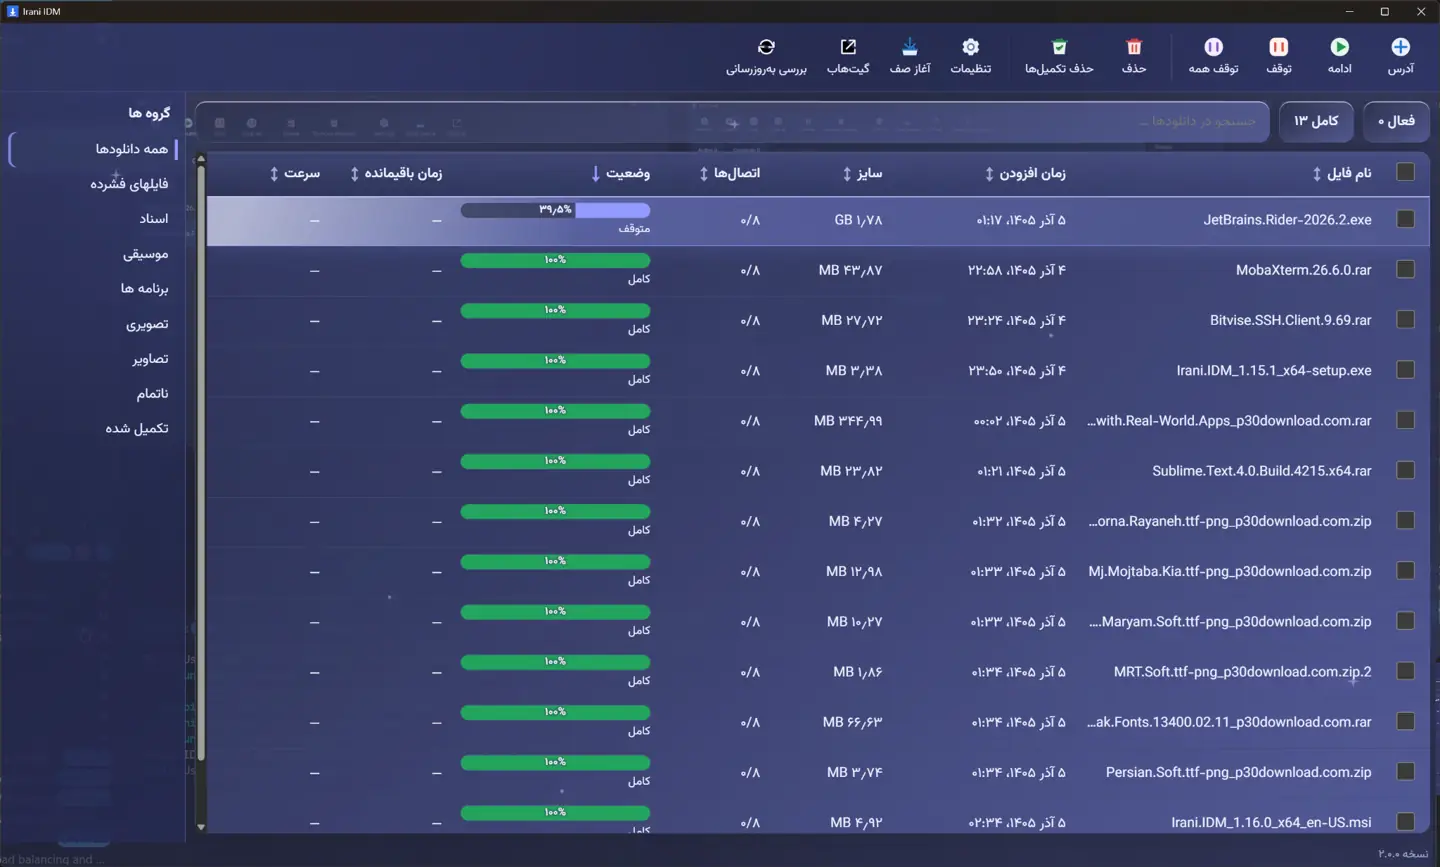 Irani IDM
آدرس
ادامه
توقف
توقف همه
حذف
حذف تکمیل‌ها
تنظیمات
آغاز صف
گیت‌هاب
بررسی به‌روزرسانی
فعال ۰
کامل ۱۳
جستجو در دانلودها ...
گروه ها
همه دانلودها
فایلهای فشرده
اسناد
موسیقی
برنامه ها
تصویری
تصاویر
ناتمام
تکمیل شده
نام فایل زمان افزودن سایز اتصال‌ها وضعیت زمان باقیمانده سرعت
JetBrains.Rider-2026.2.exe ۵ آذر ۱۴۰۵، ۰۱:۱۷ ۱٫۷۸ GB ۰/۸ ۳۹٫۵% متوقف — —
MobaXterm.26.6.0.rar ۴ آذر ۱۴۰۵، ۲۲:۵۸ ۴۳٫۸۷ MB ۰/۸ ۱۰۰% کامل — —
Bitvise.SSH.Client.9.69.rar ۴ آذر ۱۴۰۵، ۲۳:۲۴ ۲۷٫۷۲ MB ۰/۸ ۱۰۰% کامل — —
Irani.IDM_1.15.1_x64-setup.exe ۴ آذر ۱۴۰۵، ۲۳:۵۰ ۳٫۳۸ MB ۰/۸ ۱۰۰% کامل — —
...with.Real-World.Apps_p30download.com.rar ۵ آذر ۱۴۰۵، ۰۰:۰۲ ۳۴۴٫۹۹ MB ۰/۸ ۱۰۰% کامل — —
Sublime.Text.4.0.Build.4215.x64.rar ۵ آذر ۱۴۰۵، ۰۱:۲۱ ۲۳٫۸۲ MB ۰/۸ ۱۰۰% کامل — —
...orna.Rayaneh.ttf-png_p30download.com.zip ۵ آذر ۱۴۰۵، ۰۱:۳۲ ۴٫۲۷ MB ۰/۸ ۱۰۰% کامل — —
Mj.Mojtaba.Kia.ttf-png_p30download.com.zip ۵ آذر ۱۴۰۵، ۰۱:۳۳ ۱۲٫۹۸ MB ۰/۸ ۱۰۰% کامل — —
....Maryam.Soft.ttf-png_p30download.com.zip ۵ آذر ۱۴۰۵، ۰۱:۳۳ ۱۰٫۲۷ MB ۰/۸ ۱۰۰% کامل — —
MRT.Soft.ttf-png_p30download.com.zip.2 ۵ آذر ۱۴۰۵، ۰۱:۳۴ ۱٫۸۶ MB ۰/۸ ۱۰۰% کامل — —
...ak.Fonts.13400.02.11_p30download.com.rar ۵ آذر ۱۴۰۵، ۰۱:۳۴ ۶۶٫۶۳ MB ۰/۸ ۱۰۰% کامل — —
Persian.Soft.ttf-png_p30download.com.zip ۵ آذر ۱۴۰۵، ۰۱:۳۴ ۳٫۷۴ MB ۰/۸ ۱۰۰% کامل — —
Irani.IDM_1.16.0_x64_en-US.msi ۵ آذر ۱۴۰۵، ۰۲:۳۴ ۴٫۹۲ MB ۰/۸ ۱۰۰% کامل — —
نسخه ۲.۰.۰
ad balancing and ...